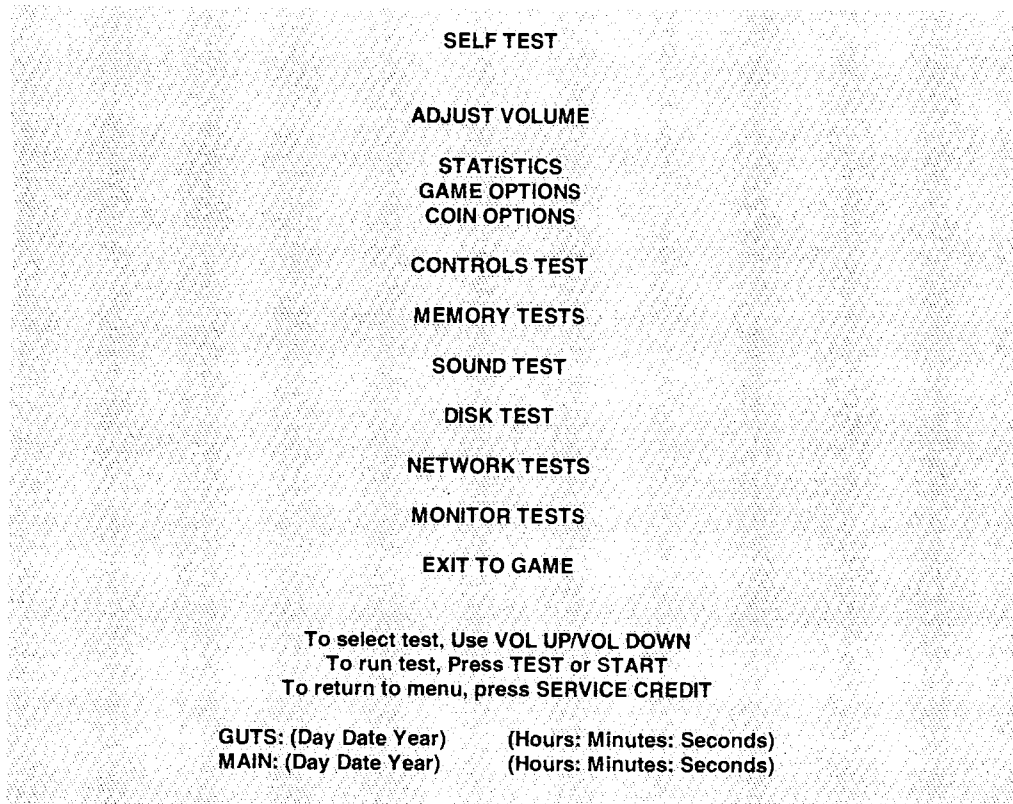 SELF TEST
ADJUST VOLUME
STATISTICS
GAME OPTIONS
COIN OPTIONS
CONTROLS TEST
MEMORY TESTS
SOUND TEST
DISK TEST
NETWORK TESTS
MONITOR TESTS
EXIT TO GAME
To select test, Use VOL UP/VOL DOWN
To run test, Press TEST or START
To return to menu, press SERVICE CREDIT
GUTS: (Day Date Year) (Hours: Minutes: Seconds)
MAIN: (Day Date Year) (Hours: Minutes: Seconds)